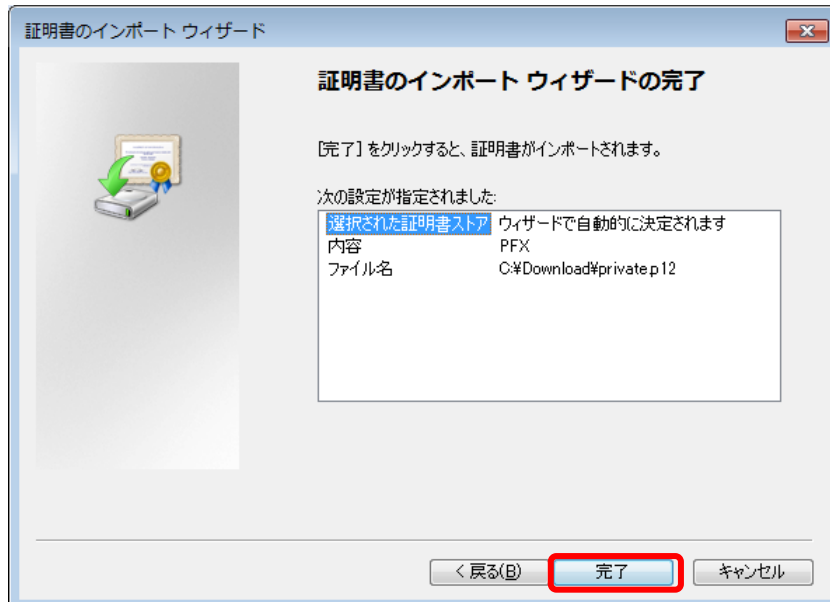 証明書のインポート ウィザード
証明書のインポート ウィザードの完了
[完了] をクリックすると、証明書がインポートされます。
次の設定が指定されました:
選択された証明書ストア ウィザードで自動的に決定されます
内容 PFX
ファイル名 C:¥Download¥private.p12
< 戻る(B) 完了 キャンセル